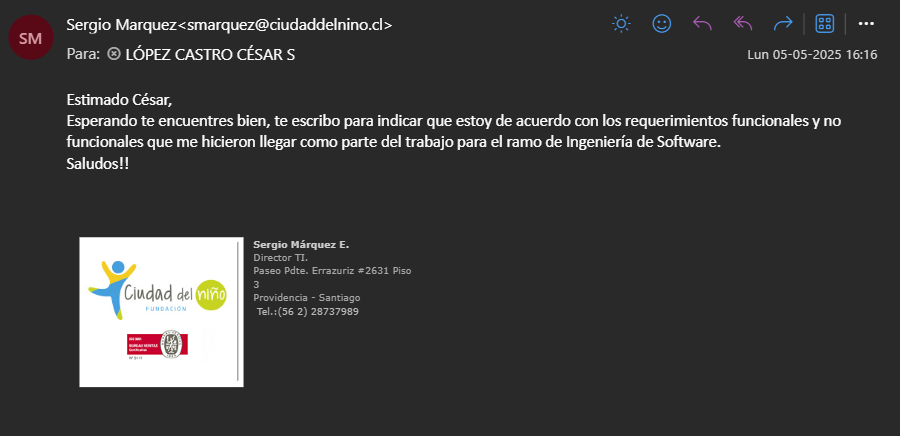 SM
Sergio Marquez<smarquez@ciudaddelnino.cl>
Para: LÓPEZ CASTRO CÉSAR S
Lun 05-05-2025 16:16
Estimado César,
Esperando te encuentres bien, te escribo para indicar que estoy de acuerdo con los requerimientos funcionales y no
funcionales que me hicieron llegar como parte del trabajo para el ramo de Ingeniería de Software.
Saludos!!
Ciudad del niño
FUNDACIÓN
BUREAU VERITAS
Certification
Sergio Márquez E.
Director TI.
Paseo Pdte. Errazuriz #2631 Piso
3
Providencia - Santiago
Tel.:(56 2) 28737989